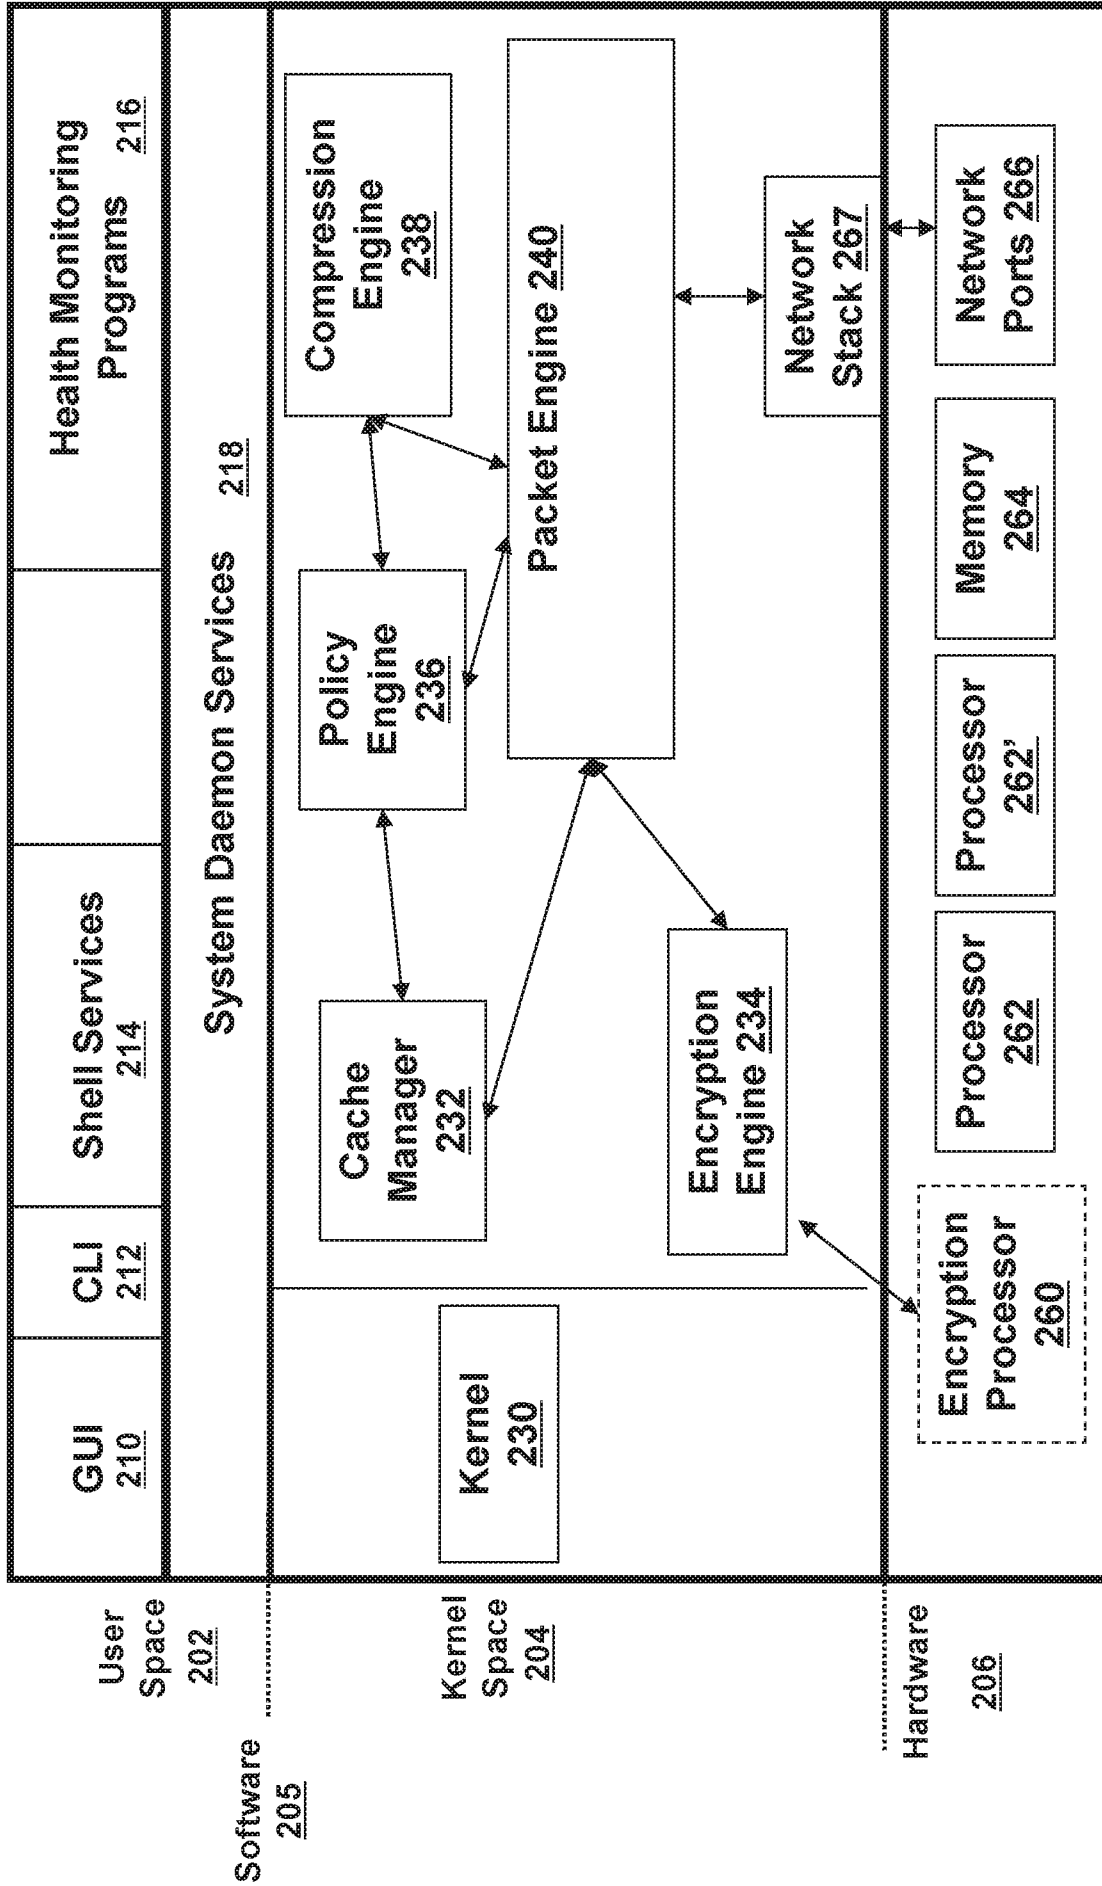 User
Space
202
GUI
210
CLI
212
Shell Services
214
Health Monitoring
Programs 216
System Daemon Services 218
Software
205
Kernel
Space
204
Kernel
230
Cache
Manager
232
Policy
Engine
236
Compression
Engine
238
Packet Engine 240
Encryption
Engine 234
Network
Stack 267
Hardware
206
Encryption
Processor
260
Processor
262
Processor
262’
Memory
264
Network
Ports 266